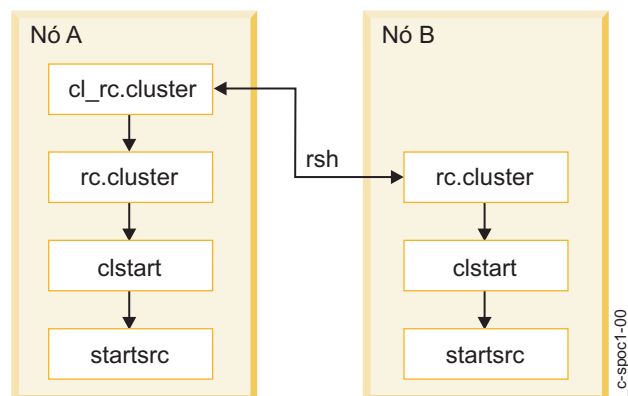 Nó A
Nó B
cl_rc.cluster
rsh
rc.cluster
rc.cluster
clstart
clstart
startsrc
startsrc
c-spoc1-00